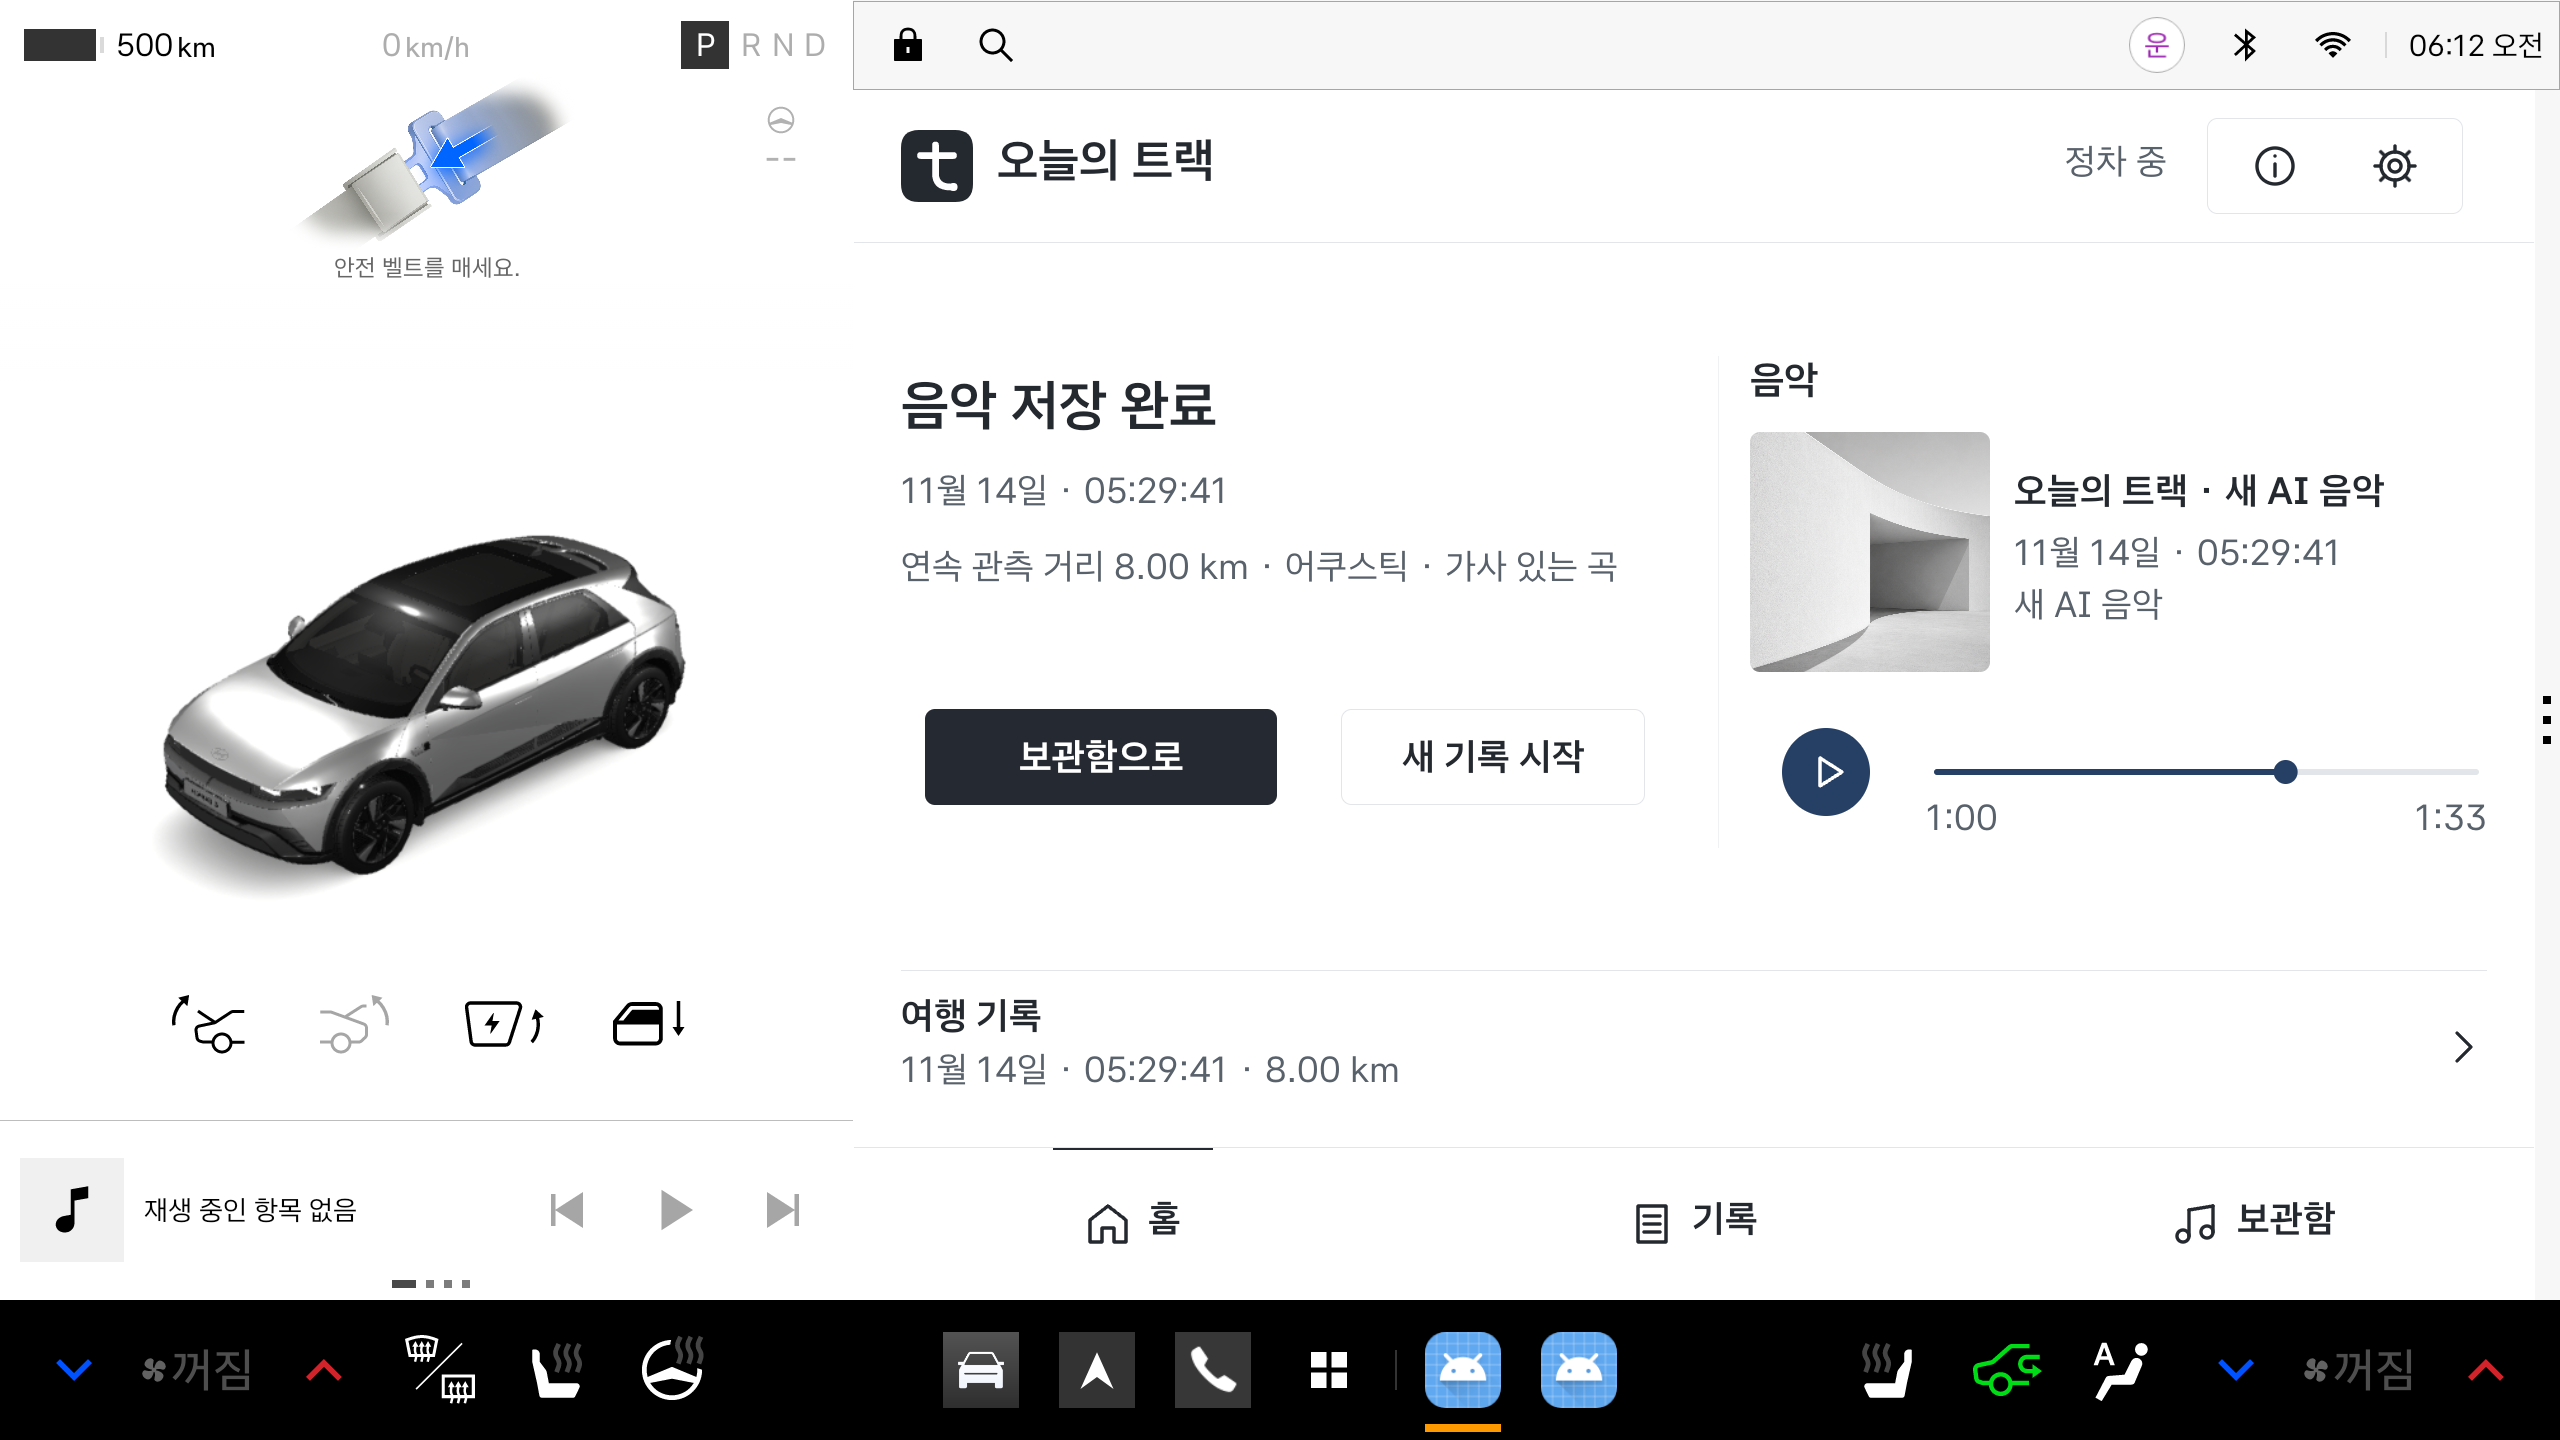 500 km
0 km/h
P R N D
운
06:12 오전
안전 벨트를 매세요.
t 오늘의 트랙
정차 중
음악 저장 완료
11월 14일 · 05:29:41
연속 관측 거리 8.00 km · 어쿠스틱 · 가사 있는 곡
보관함으로
새 기록 시작
음악
오늘의 트랙 · 새 AI 음악
11월 14일 · 05:29:41
새 AI 음악
1:00
1:33
여행 기록
11월 14일 · 05:29:41 · 8.00 km
재생 중인 항목 없음
홈
기록
보관함
꺼짐
A
꺼짐